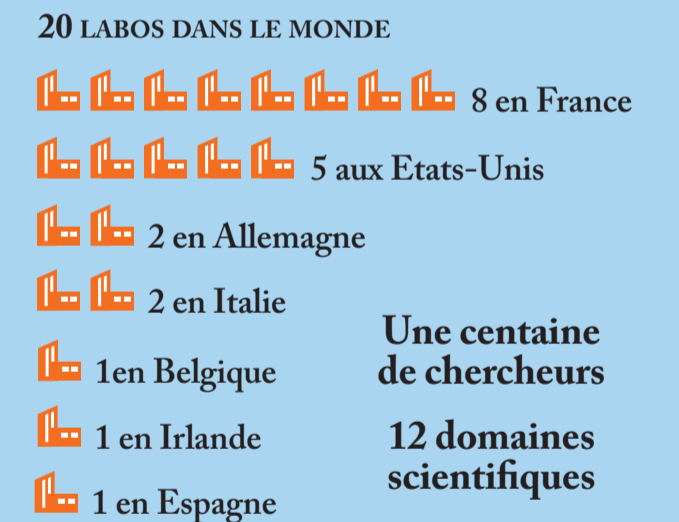 20 LABOS DANS LE MONDE
8 en France
5 aux Etats-Unis
2 en Allemagne
2 en Italie
1en Belgique
1 en Irlande
1 en Espagne
Une centaine
de chercheurs
12 domaines
scientifiques